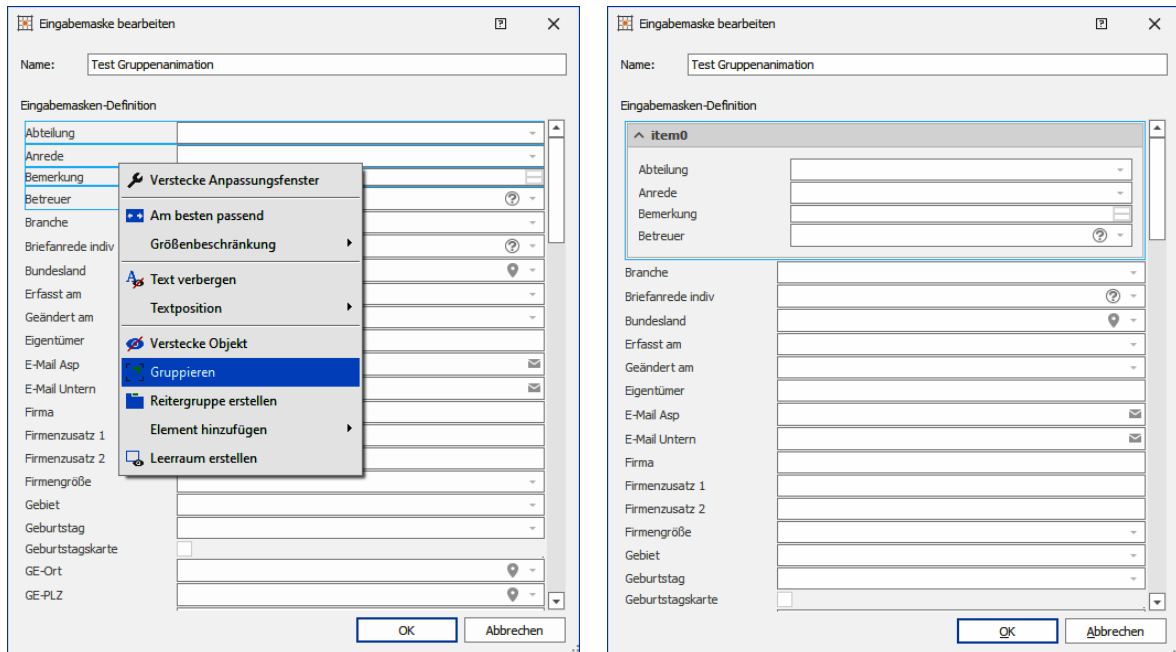 Eingabemaske bearbeiten
Name: Test Gruppenanimation
Eingabemasken-Definition
Abteilung
Anrede
Bemerkung
Betreuer
Branche
Briefanrede indiv
Bundesland
Erfasst am
Geändert am
Eigentümer
E-Mail Asp
E-Mail Untern
Firma
Firmenzusatz 1
Firmenzusatz 2
Firmengröße
Gebiet
Geburtstag
Geburtstagskarte
GE-Ort
GE-PLZ
Verstecke Anpassungsfenster
Am besten passend
Größenbeschränkung
Text verbergen
Textposition
Verstecke Objekt
Gruppieren
Reitergruppe erstellen
Element hinzufügen
Leerraum erstellen
OK Abbrechen
Eingabemaske bearbeiten
Name: Test Gruppenanimation
Eingabemasken-Definition
item0
Abteilung
Anrede
Bemerkung
Betreuer
Branche
Briefanrede indiv
Bundesland
Erfasst am
Geändert am
Eigentümer
E-Mail Asp
E-Mail Untern
Firma
Firmenzusatz 1
Firmenzusatz 2
Firmengröße
Gebiet
Geburtstag
Geburtstagskarte
OK Abbrechen